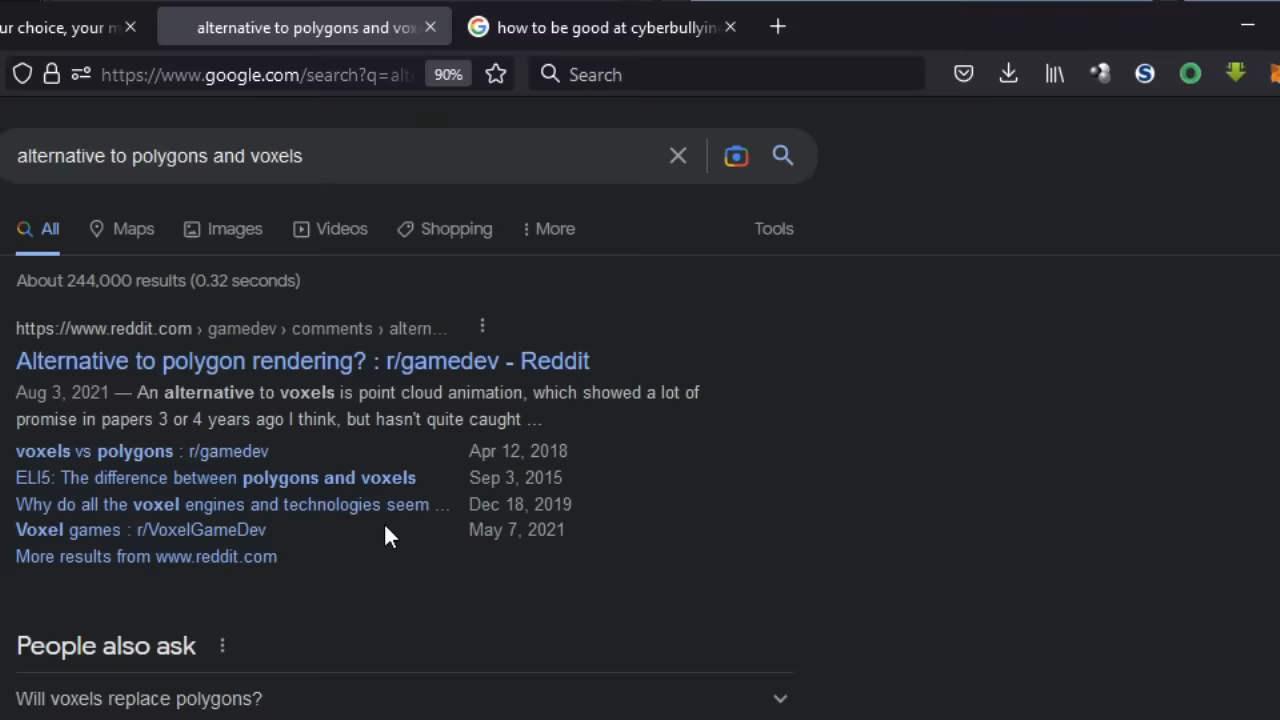 ur choice, your m
alternative to polygons and vox
how to be good at cyberbullyin
https://www.google.com/search?q=alt
90%
Search
alternative to polygons and voxels
All
Maps
Images
Videos
Shopping
More
Tools
About 244,000 results (0.32 seconds)
https://www.reddit.com › gamedev › comments › altern...
Alternative to polygon rendering? : r/gamedev - Reddit
Aug 3, 2021 — An alternative to voxels is point cloud animation, which showed a lot of
promise in papers 3 or 4 years ago I think, but hasn't quite caught ...
voxels vs polygons : r/gamedev Apr 12, 2018
ELI5: The difference between polygons and voxels Sep 3, 2015
Why do all the voxel engines and technologies seem ... Dec 18, 2019
Voxel games : r/VoxelGameDev May 7, 2021
More results from www.reddit.com
People also ask
Will voxels replace polygons?